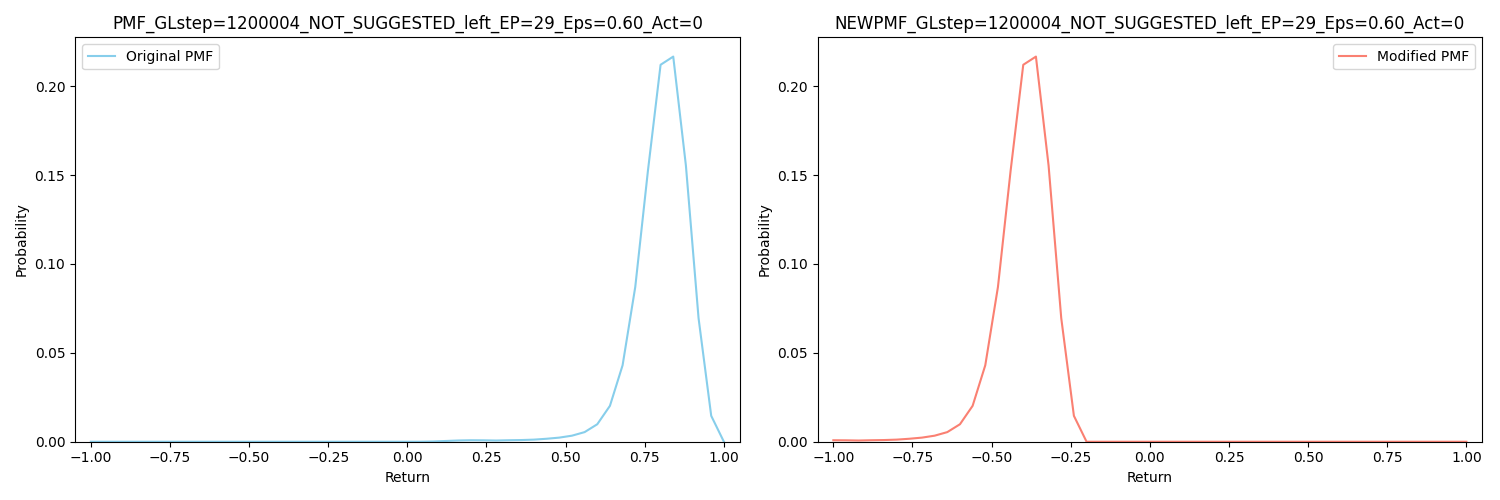 PMF_GLstep=1200004_NOT_SUGGESTED_left_EP=29_Eps=0.60_Act=0
Original PMF
0.20
0.15
0.10
0.05
0.00
Probability
−1.00 −0.75 −0.50 −0.25 0.00 0.25 0.50 0.75 1.00
Return
NEWPMF_GLstep=1200004_NOT_SUGGESTED_left_EP=29_Eps=0.60_Act=0
Modified PMF
0.20
0.15
0.10
0.05
0.00
Probability
−1.00 −0.75 −0.50 −0.25 0.00 0.25 0.50 0.75 1.00
Return